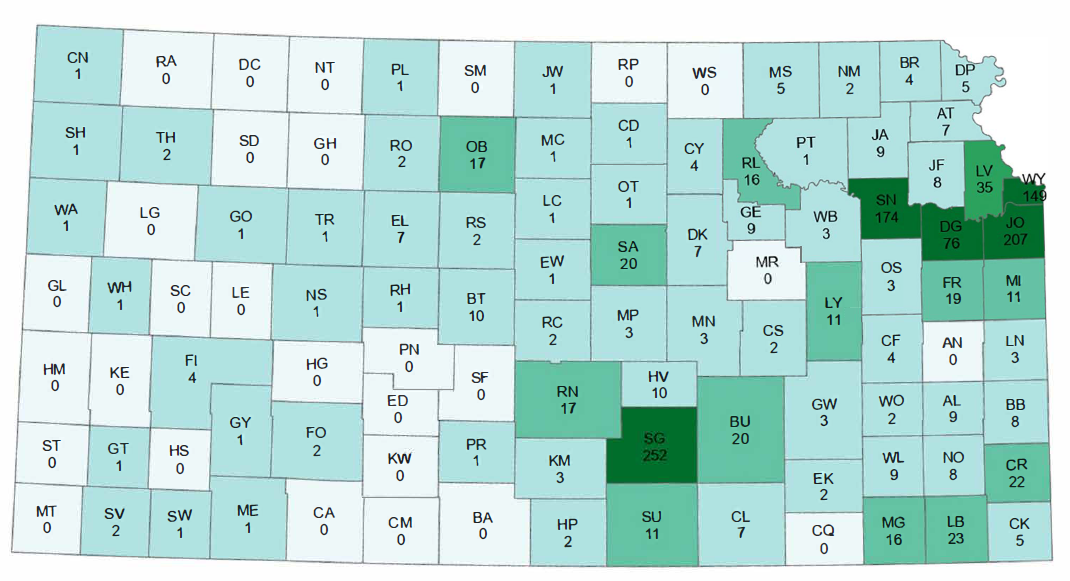 CN
1
RA
0
DC
0
NT
0
PL
1
SM
0
JW
1
RP
0
WS
0
MS
5
NM
2
BR
4
DP
5
SH
1
TH
2
SD
0
GH
0
RO
2
OB
17
MC
1
CD
1
CY
4
RL
16
PT
1
JA
9
AT
7
JF
8
LV
35
WY
149
WA
1
LG
0
GO
1
TR
1
EL
7
RS
2
LC
1
OT
1
SA
20
DK
7
GE
9
WB
3
SN
174
DG
76
JO
207
GL
0
WH
1
SC
0
LE
0
NS
1
RH
1
BT
10
EW
1
MR
0
OS
3
FR
19
MI
11
RC
2
MP
3
MN
3
CS
2
LY
11
CF
4
AN
0
LN
3
HM
0
KE
0
FI
4
HG
0
PN
0
SF
0
ED
0
RN
17
HV
10
BU
20
GW
3
WO
2
AL
9
BB
8
ST
0
GT
1
HS
0
GY
1
FO
2
KW
0
PR
1
KM
3
SG
252
EK
2
WL
9
NO
8
CR
22
MT
0
SV
2
SW
1
ME
1
CA
0
CM
0
BA
0
HP
2
SU
11
CL
7
CQ
0
MG
16
LB
23
CK
5